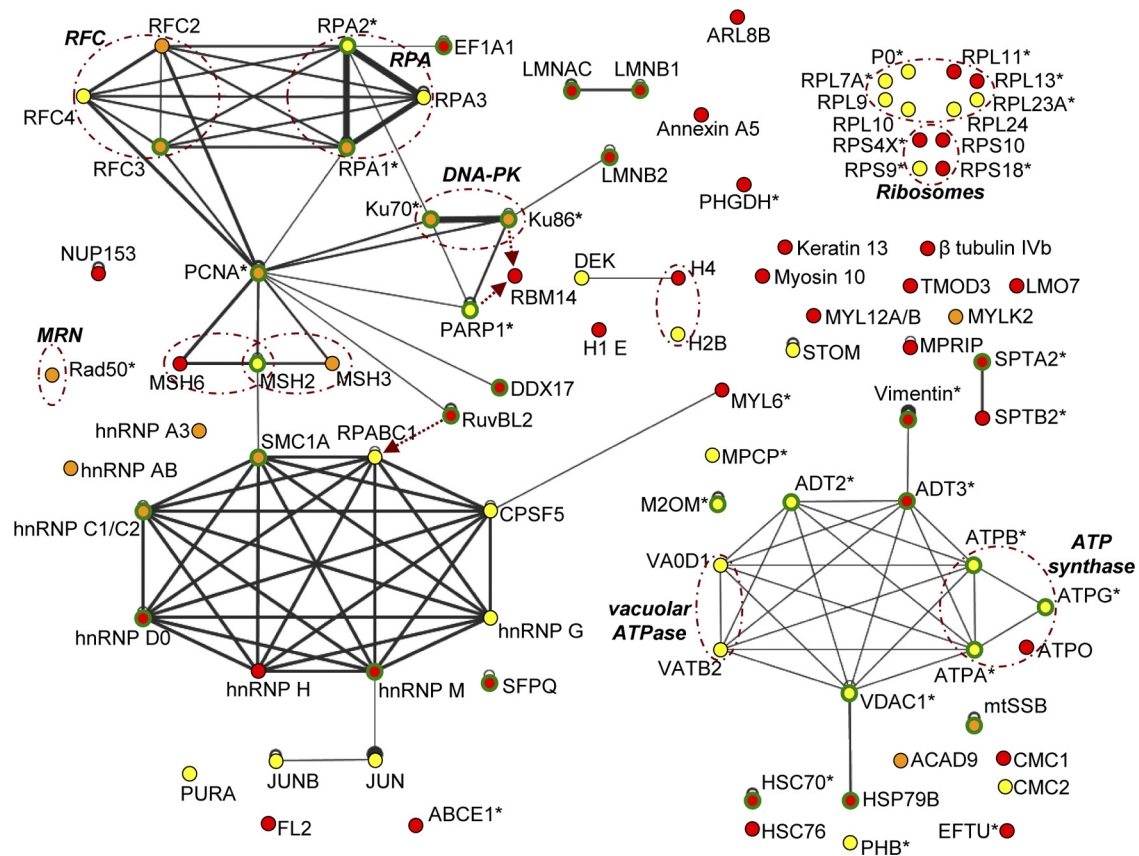 RFC
RFC2
RPA2*
EF1A1
RPA
RFC4
RPA3
RFC3
RPA1*
LMNAC
LMNB1
ARL8B
Annexin A5
P0*
RPL11*
RPL7A*
RPL13*
RPL9
RPL23A*
RPL10
RPL24
RPS4X*
RPS10
RPS9*
RPS18*
Ribosomes
DNA-PK
LMNB2
Ku70*
Ku86*
PHGDH*
NUP153
PCNA*
DEK
H4
RBM14
PARP1*
H1 E
H2B
Keratin 13
β tubulin IVb
Myosin 10
TMOD3
LMO7
MYL12A/B
MYLK2
STOM
MPRIP
SPTA2*
SPTB2*
MRN
Rad50*
MSH6
MSH2
MSH3
DDX17
MYL6*
Vimentin*
hnRNP A3
SMC1A
RPABC1
RuvBL2
hnRNP AB
MPCP*
hnRNP C1/C2
CPSF5
M2OM*
ADT2*
ADT3*
VA0D1
ATPB*
ATP
synthase
ATPG*
vacuolar
ATPase
hnRNP D0
hnRNP G
VATB2
ATPA*
ATPO
hnRNP H
hnRNP M
SFPQ
VDAC1*
mtSSB
PURA
JUNB
JUN
ACAD9
CMC1
HSC70*
HSP79B
CMC2
FL2
ABCE1*
HSC76
PHB*
EFTU*